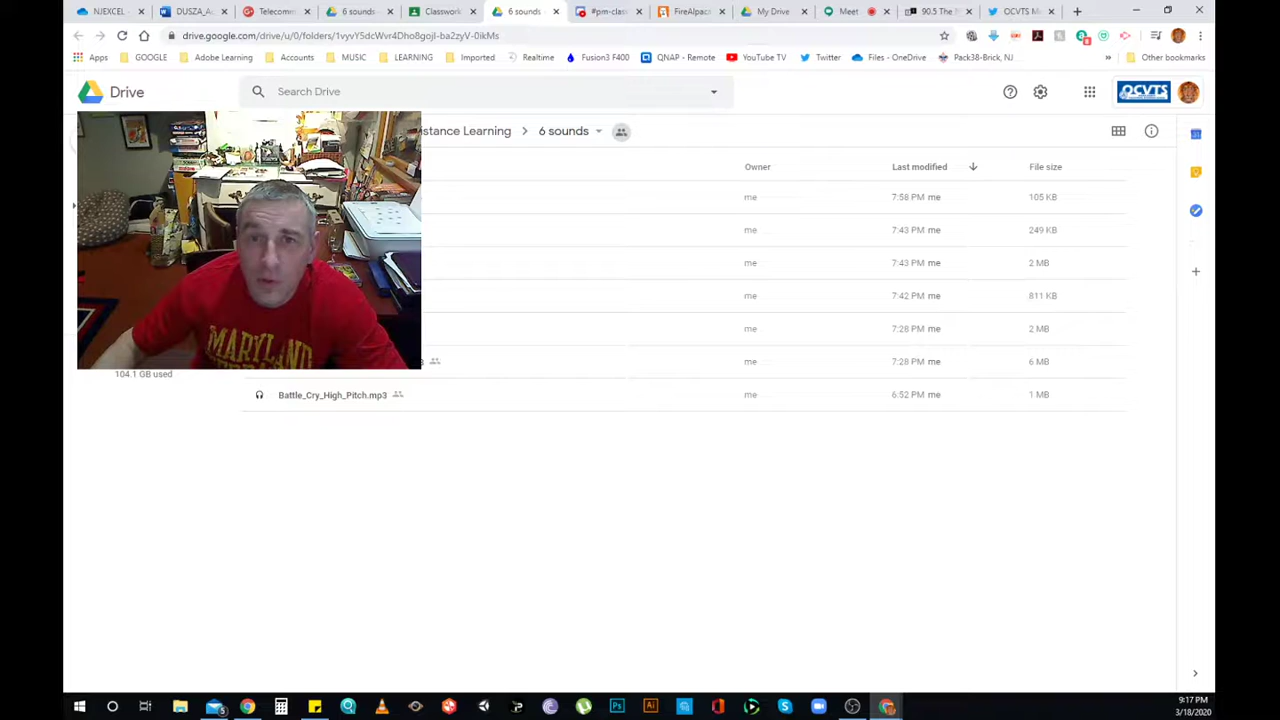 NJEXCEL - DUSZA_Au Telecomm 6 sounds Classwork 6 sounds #pm-clas FireAlpaca My Drive Meet 90.5 The OCVTS M
drive.google.com/drive/u/0/folders/1vyvY5dcWvr4Dho8gojI-ba2zyV-0ikMs
Apps GOOGLE Adobe Learning Accounts MUSIC LEARNING Imported Realtime Fusion3 F400 QNAP - Remote YouTube TV Twitter Files - OneDrive Pack38-Brick, NJ » Other bookmarks
Drive Search Drive OCVTS
istance Learning > 6 sounds
Owner Last modified File size
me 7:58 PM me 105 KB
me 7:43 PM me 249 KB
me 7:43 PM me 2 MB
me 7:42 PM me 811 KB
me 7:28 PM me 2 MB
me 7:28 PM me 6 MB
MARYLAND
104.1 GB used
Battle_Cry_High_Pitch.mp3 me 6:52 PM me 1 MB
9:17 PM
3/18/2020